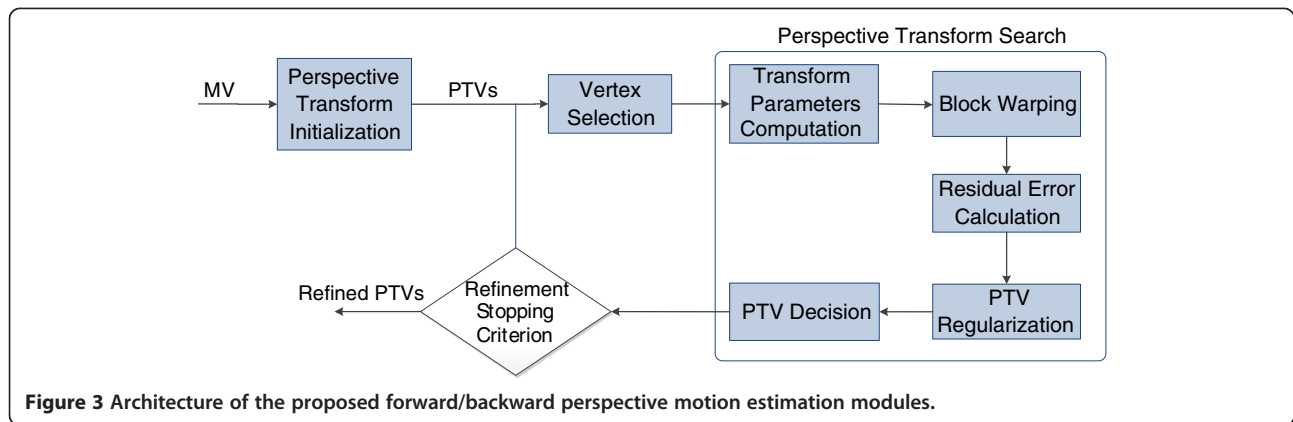 Perspective Transform Search
MV
Perspective
Transform
Initialization
PTVs
Vertex
Selection
Transform
Parameters
Computation
Block Warping
Residual Error
Calculation
PTV
Regularization
PTV Decision
Refinement
Stopping
Criterion
Refined PTVs
Figure 3 Architecture of the proposed forward/backward perspective motion estimation modules.